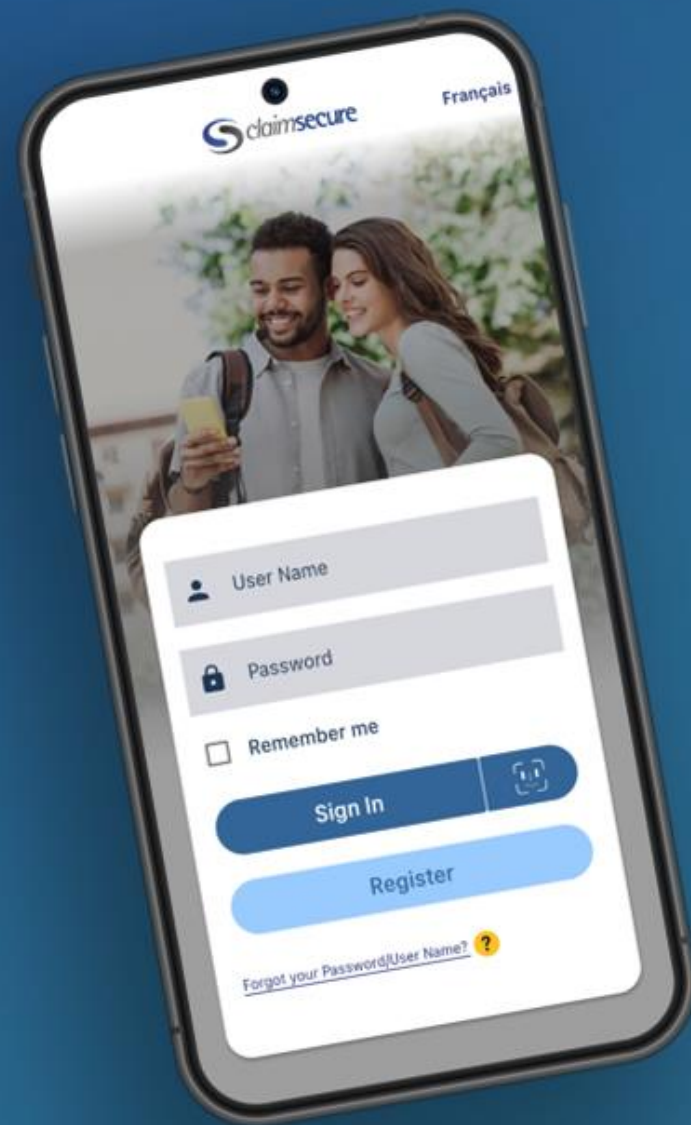 claimsecure
Français
User Name
Password
Remember me
Sign In
Register
Forgot your Password/User Name? ?